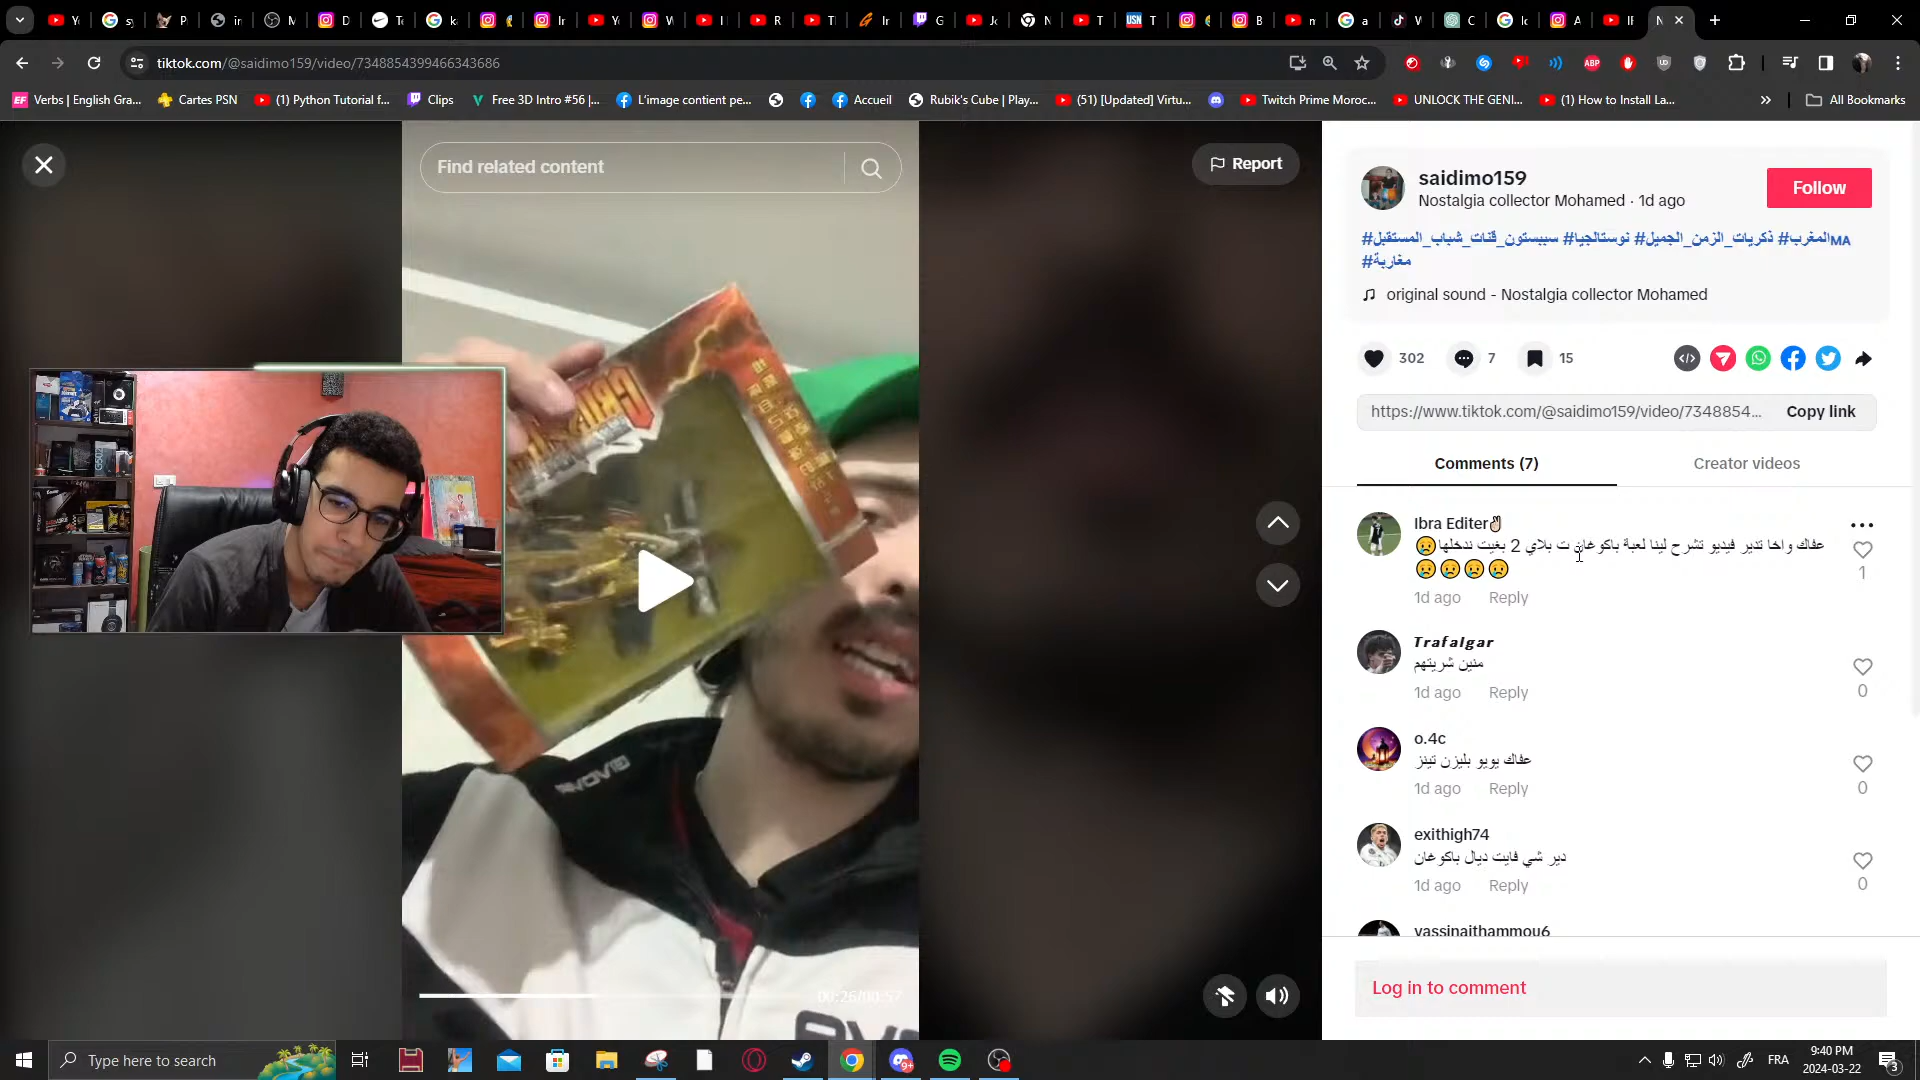 tiktok.com/@saidimo159/video/7348854399466343686
Verbs | English Gra...
Cartes PSN
(1) Python Tutorial f...
Clips
Free 3D Intro #56 |...
L'image contient pe...
Accueil
Rubik's Cube | Play...
(51) [Updated] Virtu...
Twitch Prime Moroc...
UNLOCK THE GENI...
(1) How to Install La...
All Bookmarks
Find related content
Report
saidimo159
Nostalgia collector Mohamed · 1d ago
Follow
#سبيستون_قنات_شباب_المستقبل #نوستالجيا #ذكريات_الزمن_الجميل #المغرب🇲🇦
#مغاربة
original sound - Nostalgia collector Mohamed
302
7
15
https://www.tiktok.com/@saidimo159/video/7348854...
Copy link
Comments (7)
Creator videos
Ibra Editer✌🏻
عفاك واخا تدير فيديو تشرح لينا لعبة باكوغان ت بلاي 2 بغيت ندخلها😥
😥😥😥😥
1
1d ago
Reply
Trafalgar
منين شريتهم
1d ago
Reply
0
o.4c
عفاك يويو بليزن تينز
1d ago
Reply
0
exithigh74
دير شي فايت ديال باكوغان
1d ago
Reply
0
yassinaithammou6
00:26/00:57
Log in to comment
Type here to search
FRA
9:40 PM
2024-03-22
3